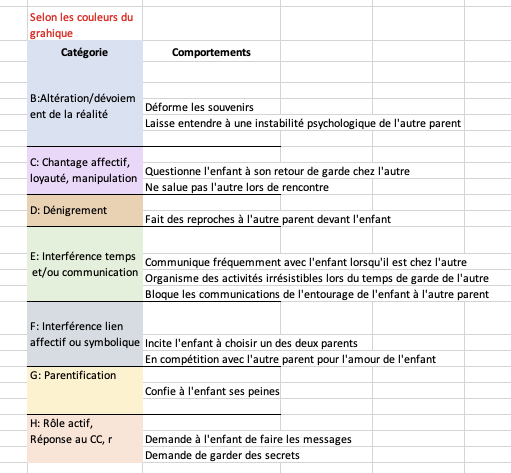 Selon les couleurs du
grahique
Catégorie Comportements
B:Altération/dévoiem
ent de la réalité
Déforme les souvenirs
Laisse entendre à une instabilité psychologique de l'autre parent
C: Chantage affectif,
loyauté, manipulation
Questionne l'enfant à son retour de garde chez l'autre
Ne salue pas l'autre lors de rencontre
D: Dénigrement
Fait des reproches à l'autre parent devant l'enfant
E: Interférence temps
et/ou communication
Communique fréquemment avec l'enfant lorsqu'il est chez l'autre
Organisme des activités irrésistibles lors du temps de garde de l'autre
Bloque les communications de l'entourage de l'enfant à l'autre parent
F: Interférence lien
affectif ou symbolique
Incite l'enfant à choisir un des deux parents
En compétition avec l'autre parent pour l'amour de l'enfant
G: Parentification
Confie à l'enfant ses peines
H: Rôle actif,
Réponse au CC, r
Demande à l'enfant de faire les messages
Demande de garder des secrets